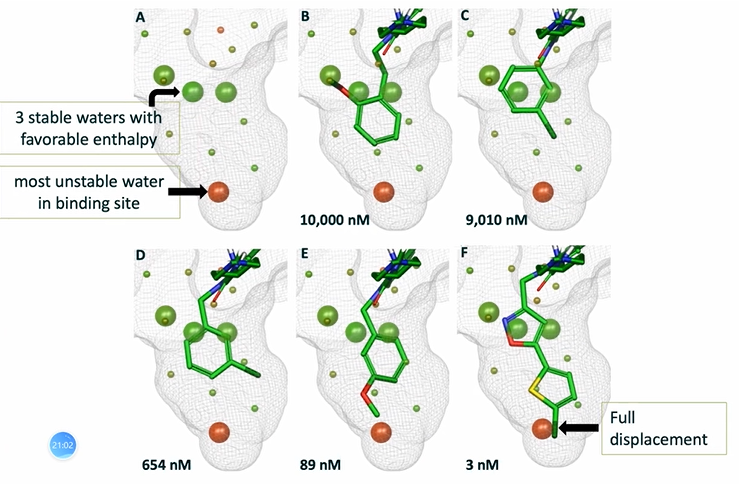 A
B
C
3 stable waters with
favorable enthalpy
most unstable water
in binding site
10,000 nM
9,010 nM
D
E
F
Full
displacement
21:02
654 nM
89 nM
3 nM